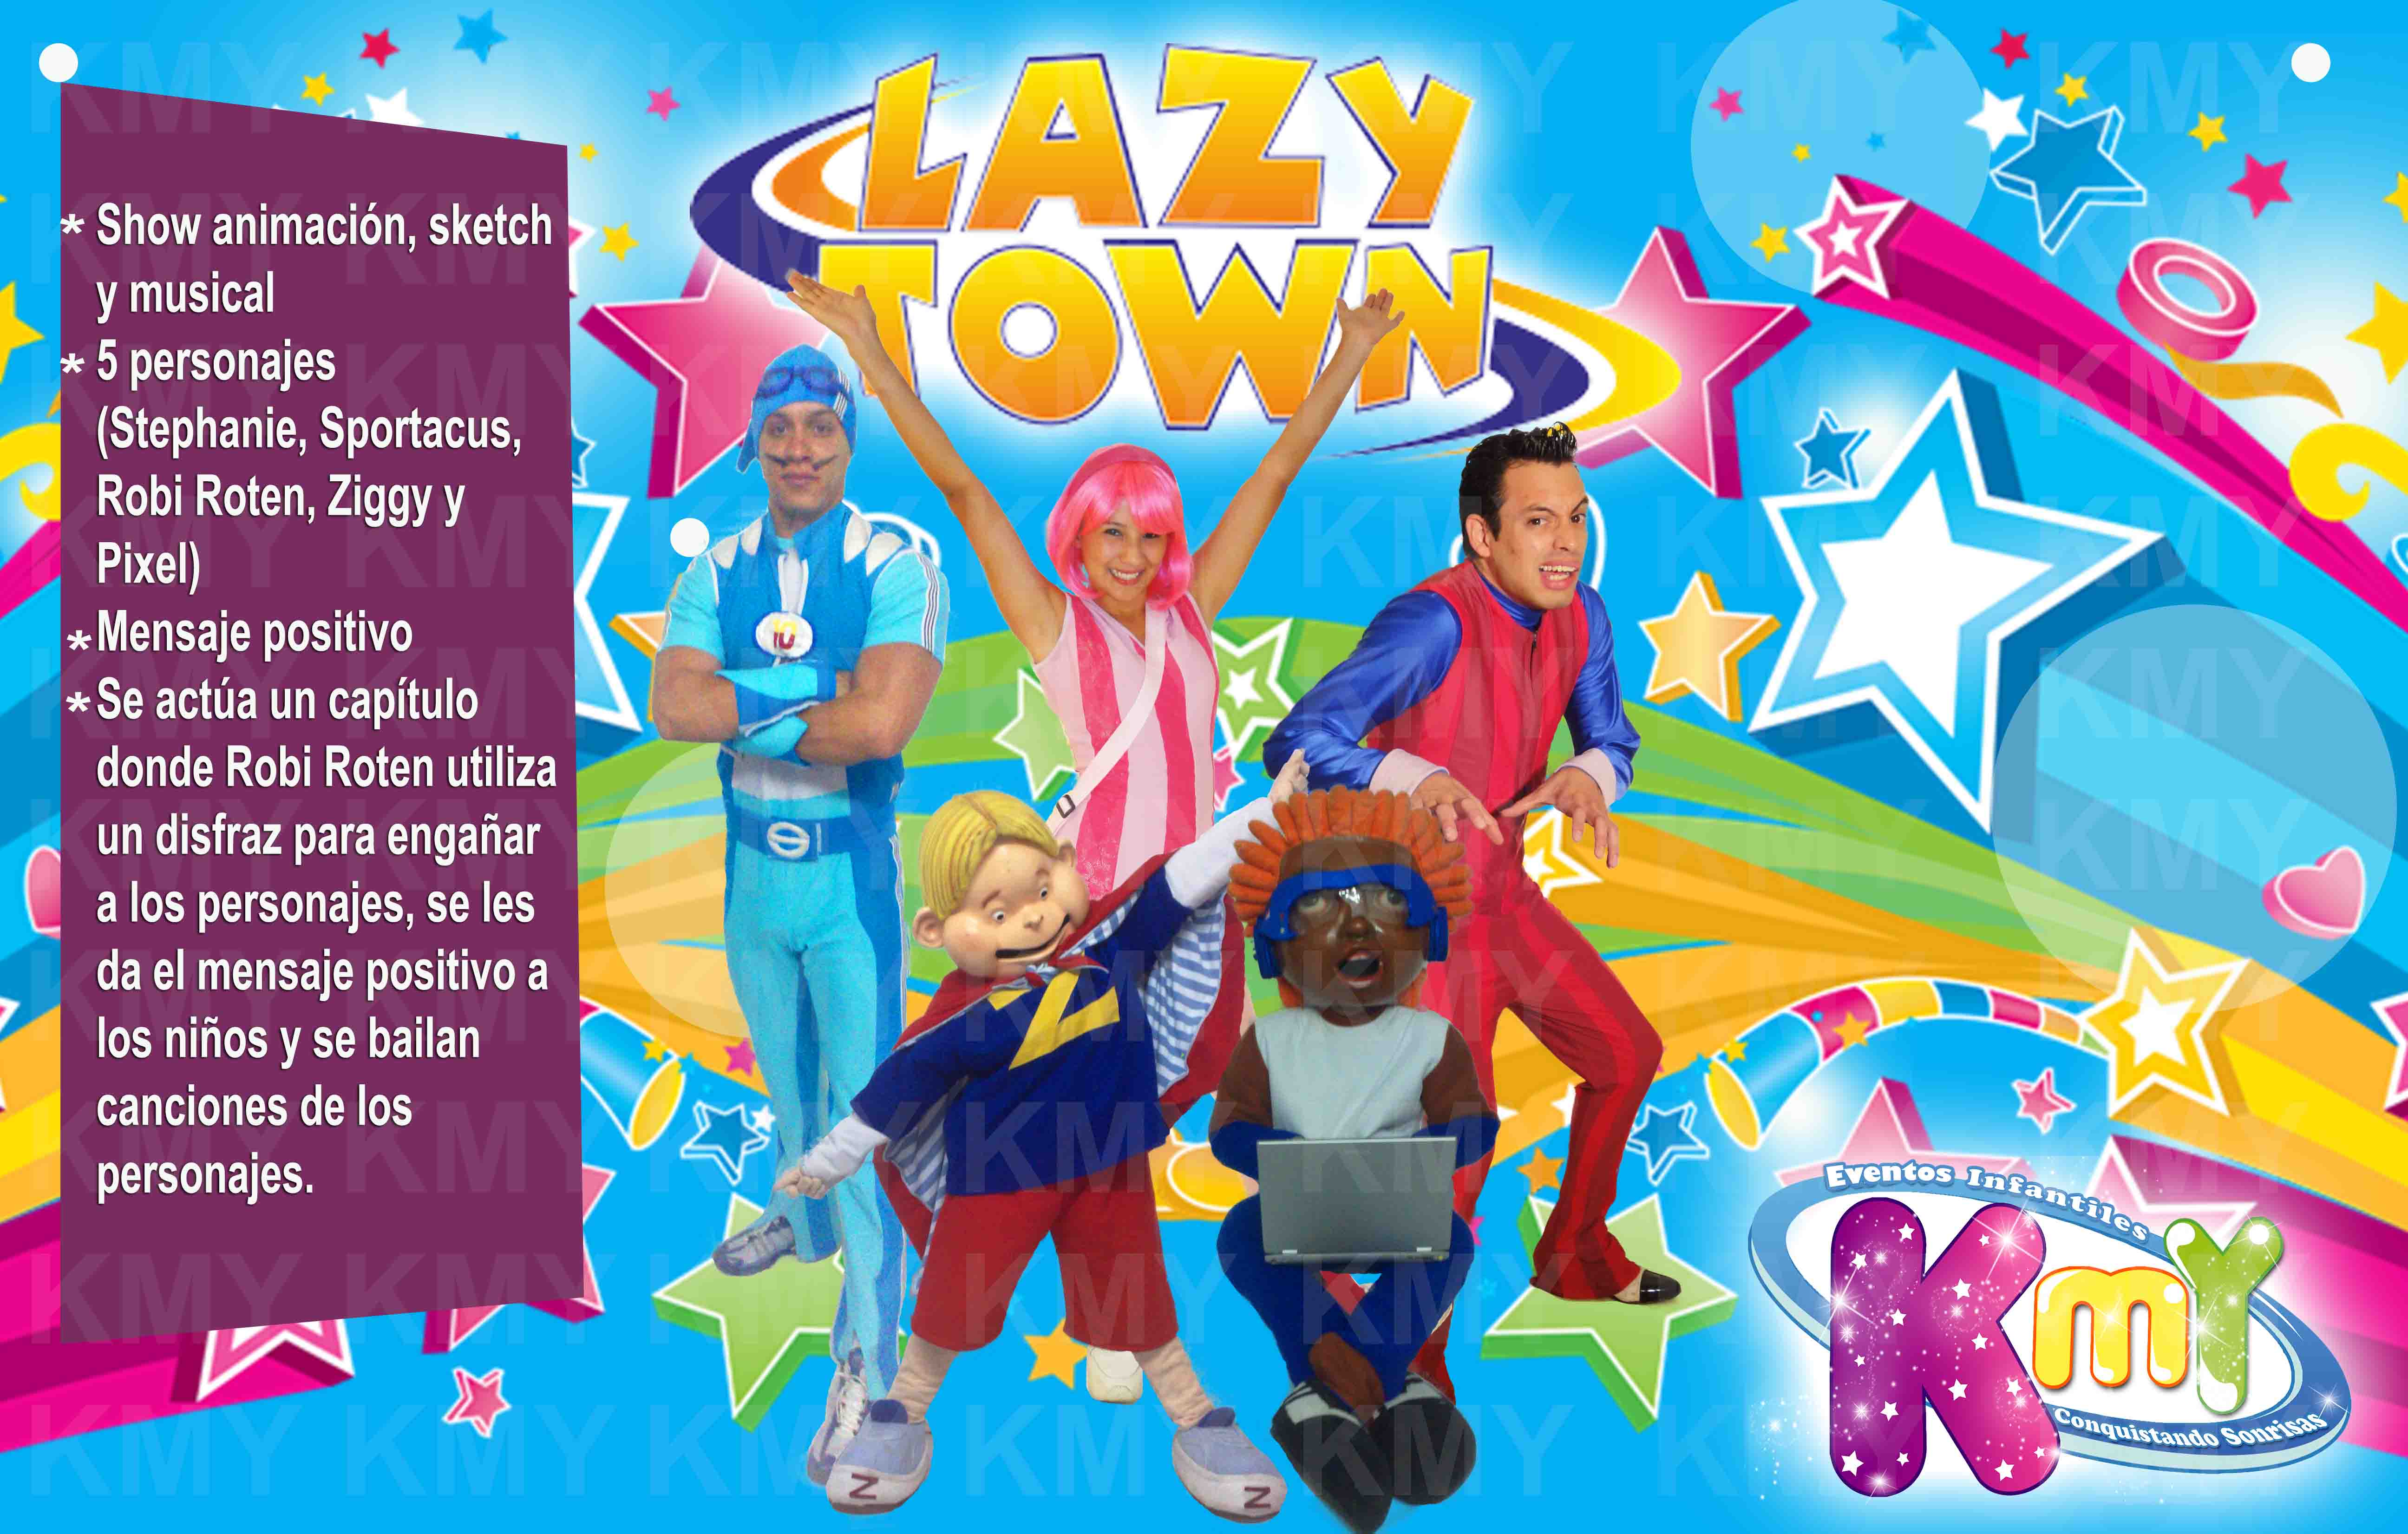 LAZY
TOWN
* Show animación, sketch
y musical
* 5 personajes
(Stephanie, Sportacus,
Robi Roten, Ziggy y
Pixel)
* Mensaje positivo
* Se actúa un capítulo
donde Robi Roten utiliza
un disfraz para engañar
a los personajes, se les
da el mensaje positivo a
los niños y se bailan
canciones de los
personajes.
10
Z
N
N
Eventos Infantiles
KmY
Conquistando Sonrisas
KMY